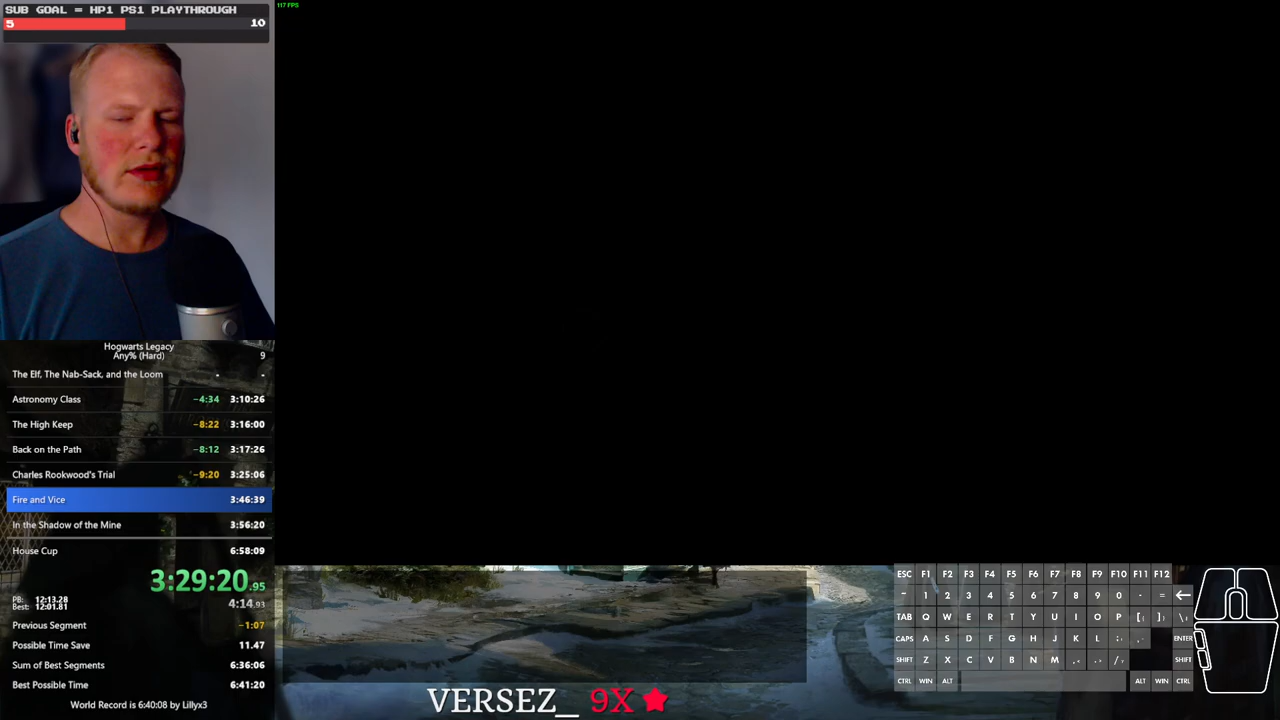 SUB GOAL = HP1 PS1 PLAYTHROUGH
5 10
117 FPS
Hogwarts Legacy
Any% (Hard) 9
The Elf, The Nab-Sack, and the Loom - -
Astronomy Class -4:34 3:10:26
The High Keep -8:22 3:16:00
Back on the Path -8:12 3:17:26
Charles Rookwood's Trial -9:20 3:25:06
Fire and Vice 3:46:39
In the Shadow of the Mine 3:56:20
House Cup 6:58:09
3:29:20.95
PB: 12:13.28
Best: 12:01.81
4:14.93
Previous Segment -1:07
Possible Time Save 11.47
Sum of Best Segments 6:36:06
Best Possible Time 6:41:20
World Record is 6:40:08 by Lillyx3
VERSEZ_ 9X
ESC F1 F2 F3 F4 F5 F6 F7 F8 F9 F10 F11 F12
~ 1 2 3 4 5 6 7 8 9 0 - = ←
TAB Q W E R T Y U I O P
CAPS A S D F G H J K L ENTER
SHIFT Z X C V B N M SHIFT
CTRL WIN ALT ALT WIN CTRL